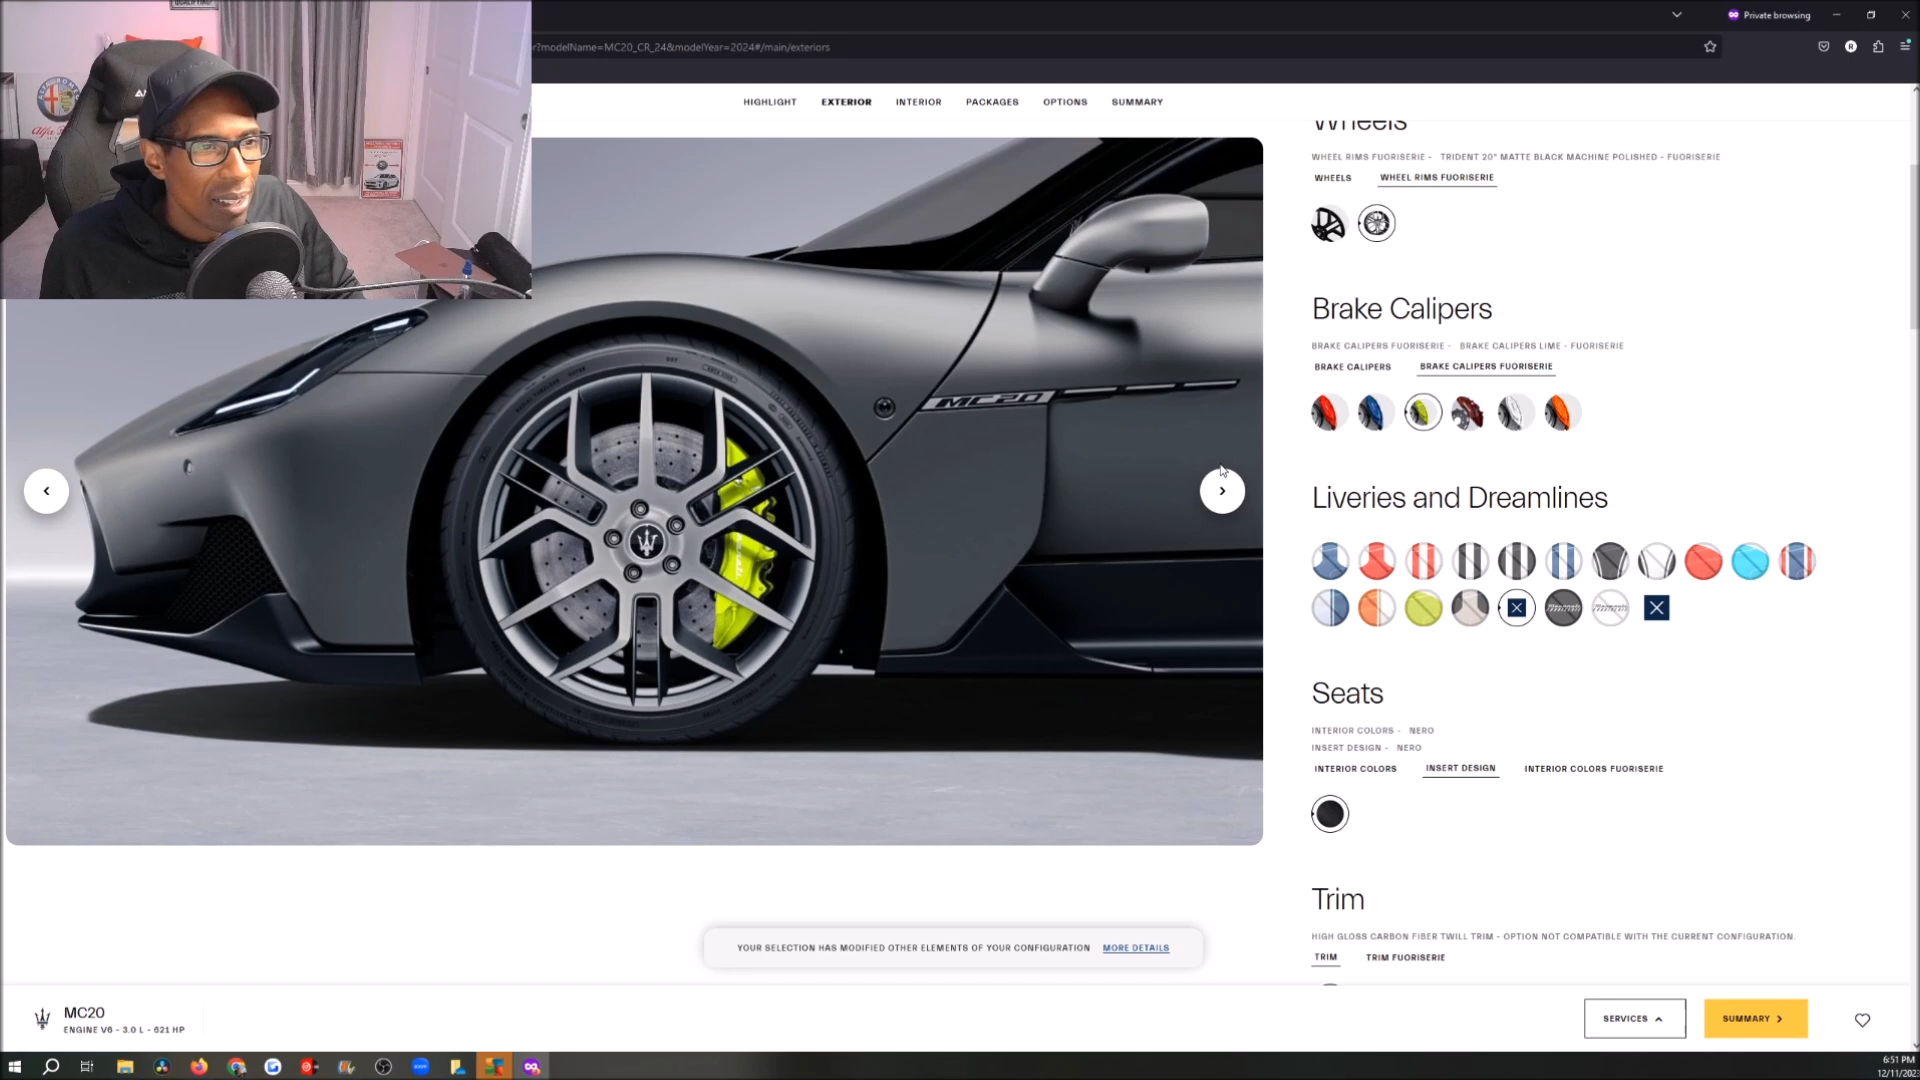 Private browsing
r?modelName=MC20_CR_24&modelYear=2024#/main/exteriors
HIGHLIGHT EXTERIOR INTERIOR PACKAGES OPTIONS SUMMARY
Wheels
WHEEL RIMS FUORISERIE - TRIDENT 20" MATTE BLACK MACHINE POLISHED - FUORISERIE
WHEELS WHEEL RIMS FUORISERIE
Brake Calipers
BRAKE CALIPERS FUORISERIE - BRAKE CALIPERS LIME - FUORISERIE
BRAKE CALIPERS BRAKE CALIPERS FUORISERIE
MC20
Liveries and Dreamlines
Seats
INTERIOR COLORS - NERO
INSERT DESIGN - NERO
INTERIOR COLORS INSERT DESIGN INTERIOR COLORS FUORISERIE
Trim
HIGH GLOSS CARBON FIBER TWILL TRIM - OPTION NOT COMPATIBLE WITH THE CURRENT CONFIGURATION.
TRIM TRIM FUORISERIE
YOUR SELECTION HAS MODIFIED OTHER ELEMENTS OF YOUR CONFIGURATION MORE DETAILS
MC20
ENGINE V6 - 3.0 L - 621 HP
SERVICES
SUMMARY
6:51 PM
12/11/202